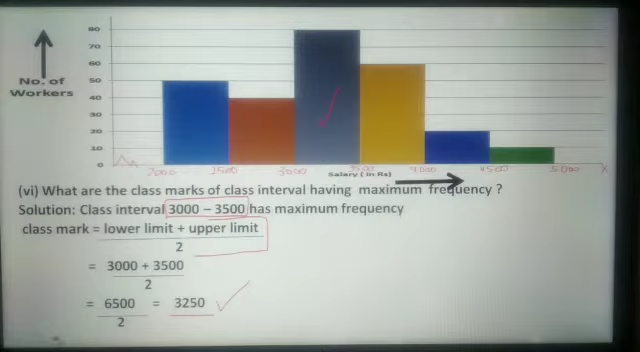 80
70
60
50
40
30
20
10
0
No. of
Workers
2000 2500 3000 3500 4000 4500 5000 X
Salary ( in Rs)
(vi) What are the class marks of class interval having maximum frequency ?
Solution: Class interval 3000 – 3500 has maximum frequency
class mark = lower limit + upper limit
2
= 3000 + 3500
2
= 6500 = 3250
2